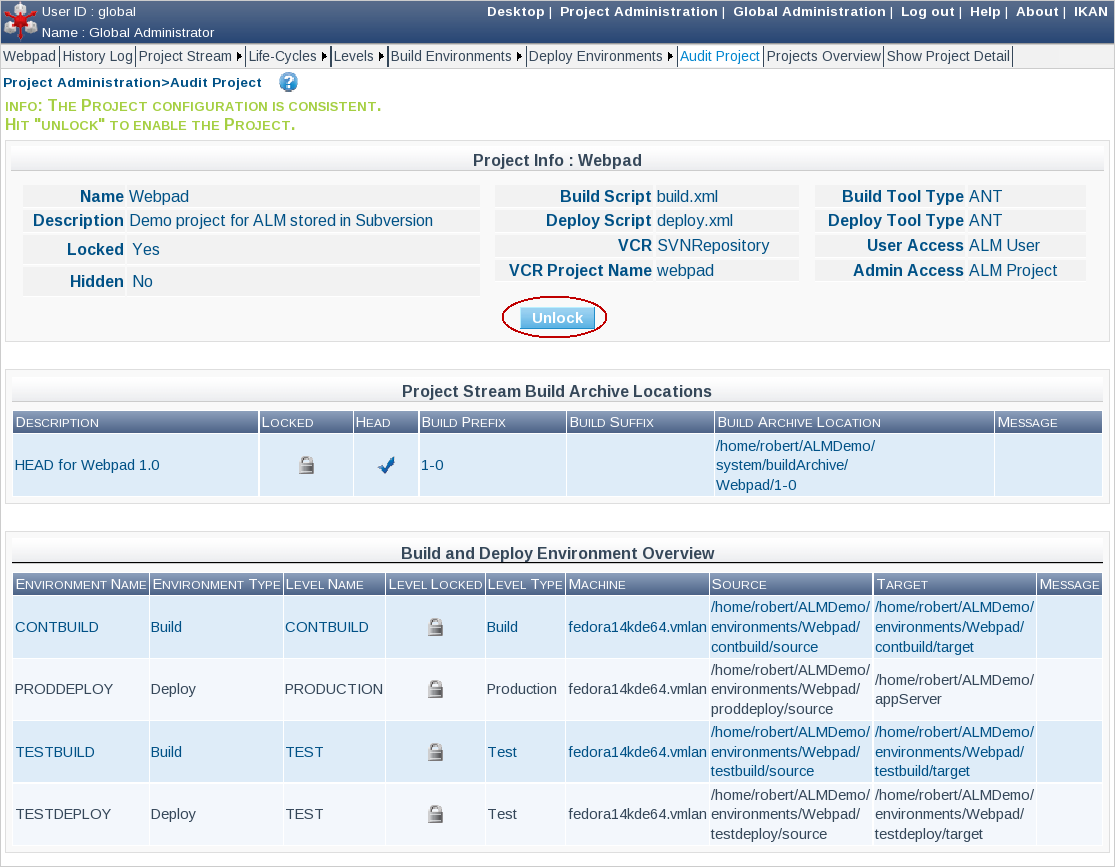 User ID : global
Name : Global Administrator
Desktop | Project Administration | Global Administration | Log out | Help | About | IKAN
Webpad History Log Project Stream Life-Cycles Levels Build Environments Deploy Environments Audit Project Projects Overview Show Project Detail
Project Administration>Audit Project ?
INFO: THE PROJECT CONFIGURATION IS CONSISTENT.
HIT "UNLOCK" TO ENABLE THE PROJECT.
Project Info : Webpad
Name Webpad Build Script build.xml Build Tool Type ANT
Description Demo project for ALM stored in Subversion Deploy Script deploy.xml Deploy Tool Type ANT
Locked Yes VCR SVNRepository User Access ALM User
Hidden No VCR Project Name webpad Admin Access ALM Project
Unlock
Project Stream Build Archive Locations
DESCRIPTION LOCKED HEAD BUILD PREFIX BUILD SUFFIX BUILD ARCHIVE LOCATION MESSAGE
HEAD for Webpad 1.0 1-0 /home/robert/ALMDemo/
system/buildArchive/
Webpad/1-0
Build and Deploy Environment Overview
ENVIRONMENT NAME ENVIRONMENT TYPE LEVEL NAME LEVEL LOCKED LEVEL TYPE MACHINE SOURCE TARGET MESSAGE
CONTBUILD Build CONTBUILD Build fedora14kde64.vmlan /home/robert/ALMDemo/ /home/robert/ALMDemo/
environments/Webpad/ environments/Webpad/
contbuild/source contbuild/target
PRODDEPLOY Deploy PRODUCTION Production fedora14kde64.vmlan /home/robert/ALMDemo/ /home/robert/ALMDemo/
environments/Webpad/ appServer
proddeploy/source
TESTBUILD Build TEST Test fedora14kde64.vmlan /home/robert/ALMDemo/ /home/robert/ALMDemo/
environments/Webpad/ environments/Webpad/
testbuild/source testbuild/target
TESTDEPLOY Deploy TEST Test fedora14kde64.vmlan /home/robert/ALMDemo/ /home/robert/ALMDemo/
environments/Webpad/ environments/Webpad/
testdeploy/source testdeploy/target